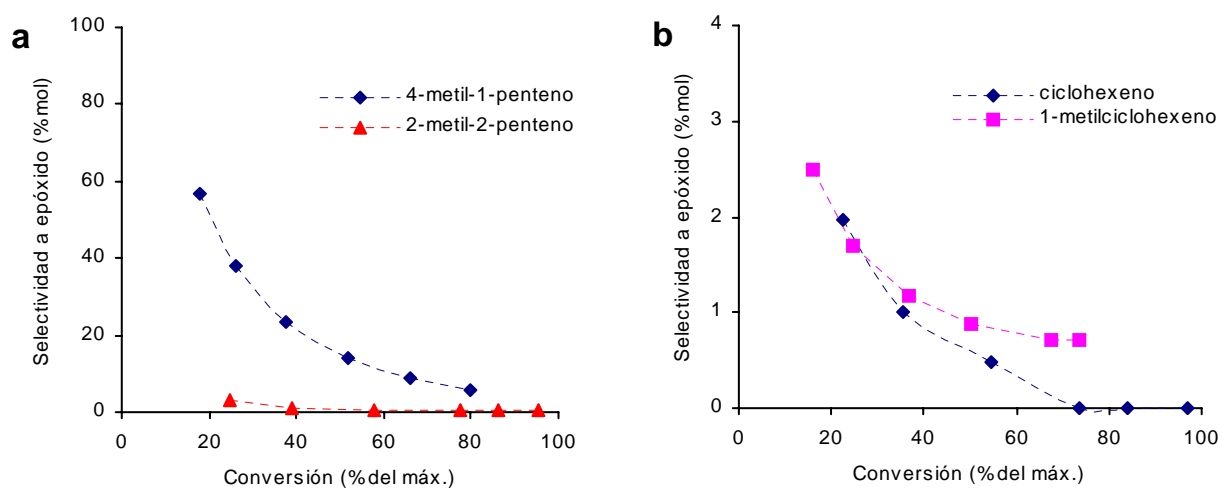 a
100
80
60
40
20
0
0 20 40 60 80 100
Selectividad a epóxido (%mol)
Conversión (%del máx.)
4-metil-1-penteno
2-metil-2-penteno
b
4
3
2
1
0
0 20 40 60 80 100
Selectividad a epóxido (%mol)
Conversión (%del máx.)
ciclohexeno
1-metilciclohexeno